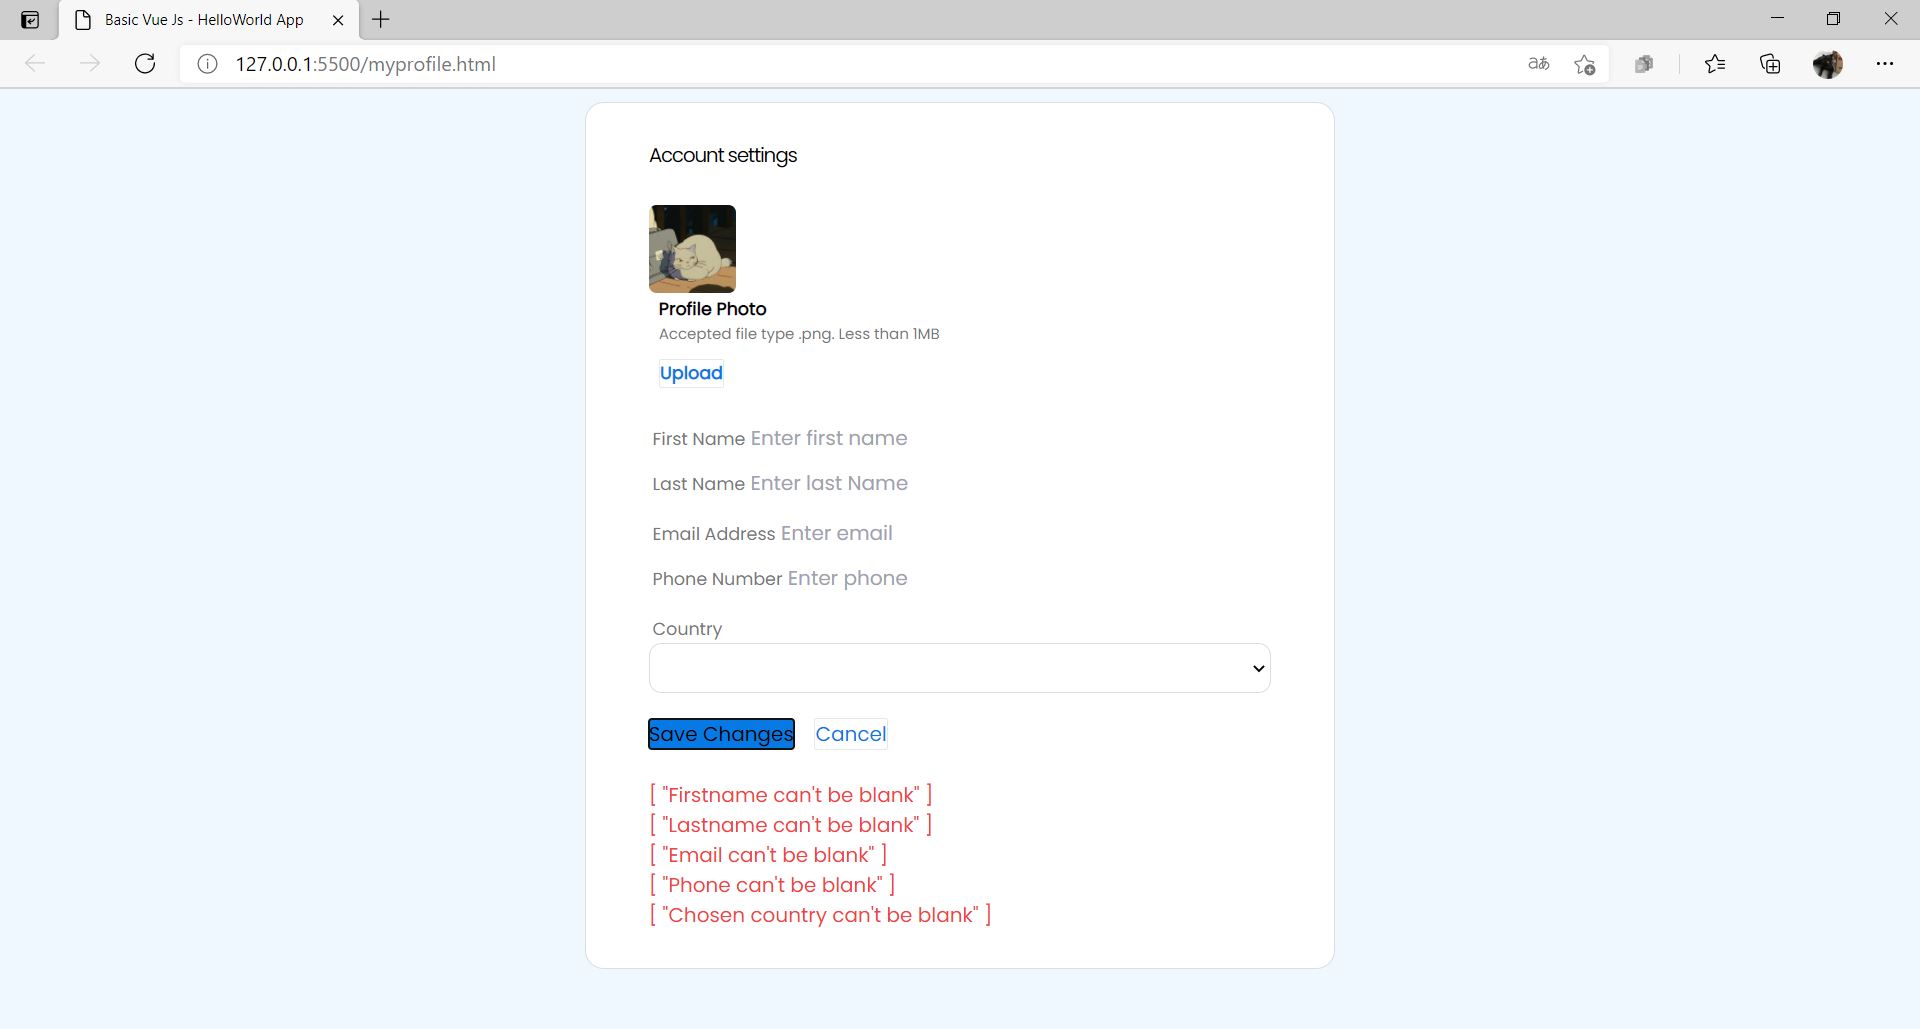 Basic Vue Js - HelloWorld App
127.0.0.1:5500/myprofile.html
aあ
Account settings
Profile Photo
Accepted file type .png. Less than 1MB
Upload
First Name Enter first name
Last Name Enter last Name
Email Address Enter email
Phone Number Enter phone
Country
Save Changes Cancel
[ "Firstname can't be blank" ]
[ "Lastname can't be blank" ]
[ "Email can't be blank" ]
[ "Phone can't be blank" ]
[ "Chosen country can't be blank" ]